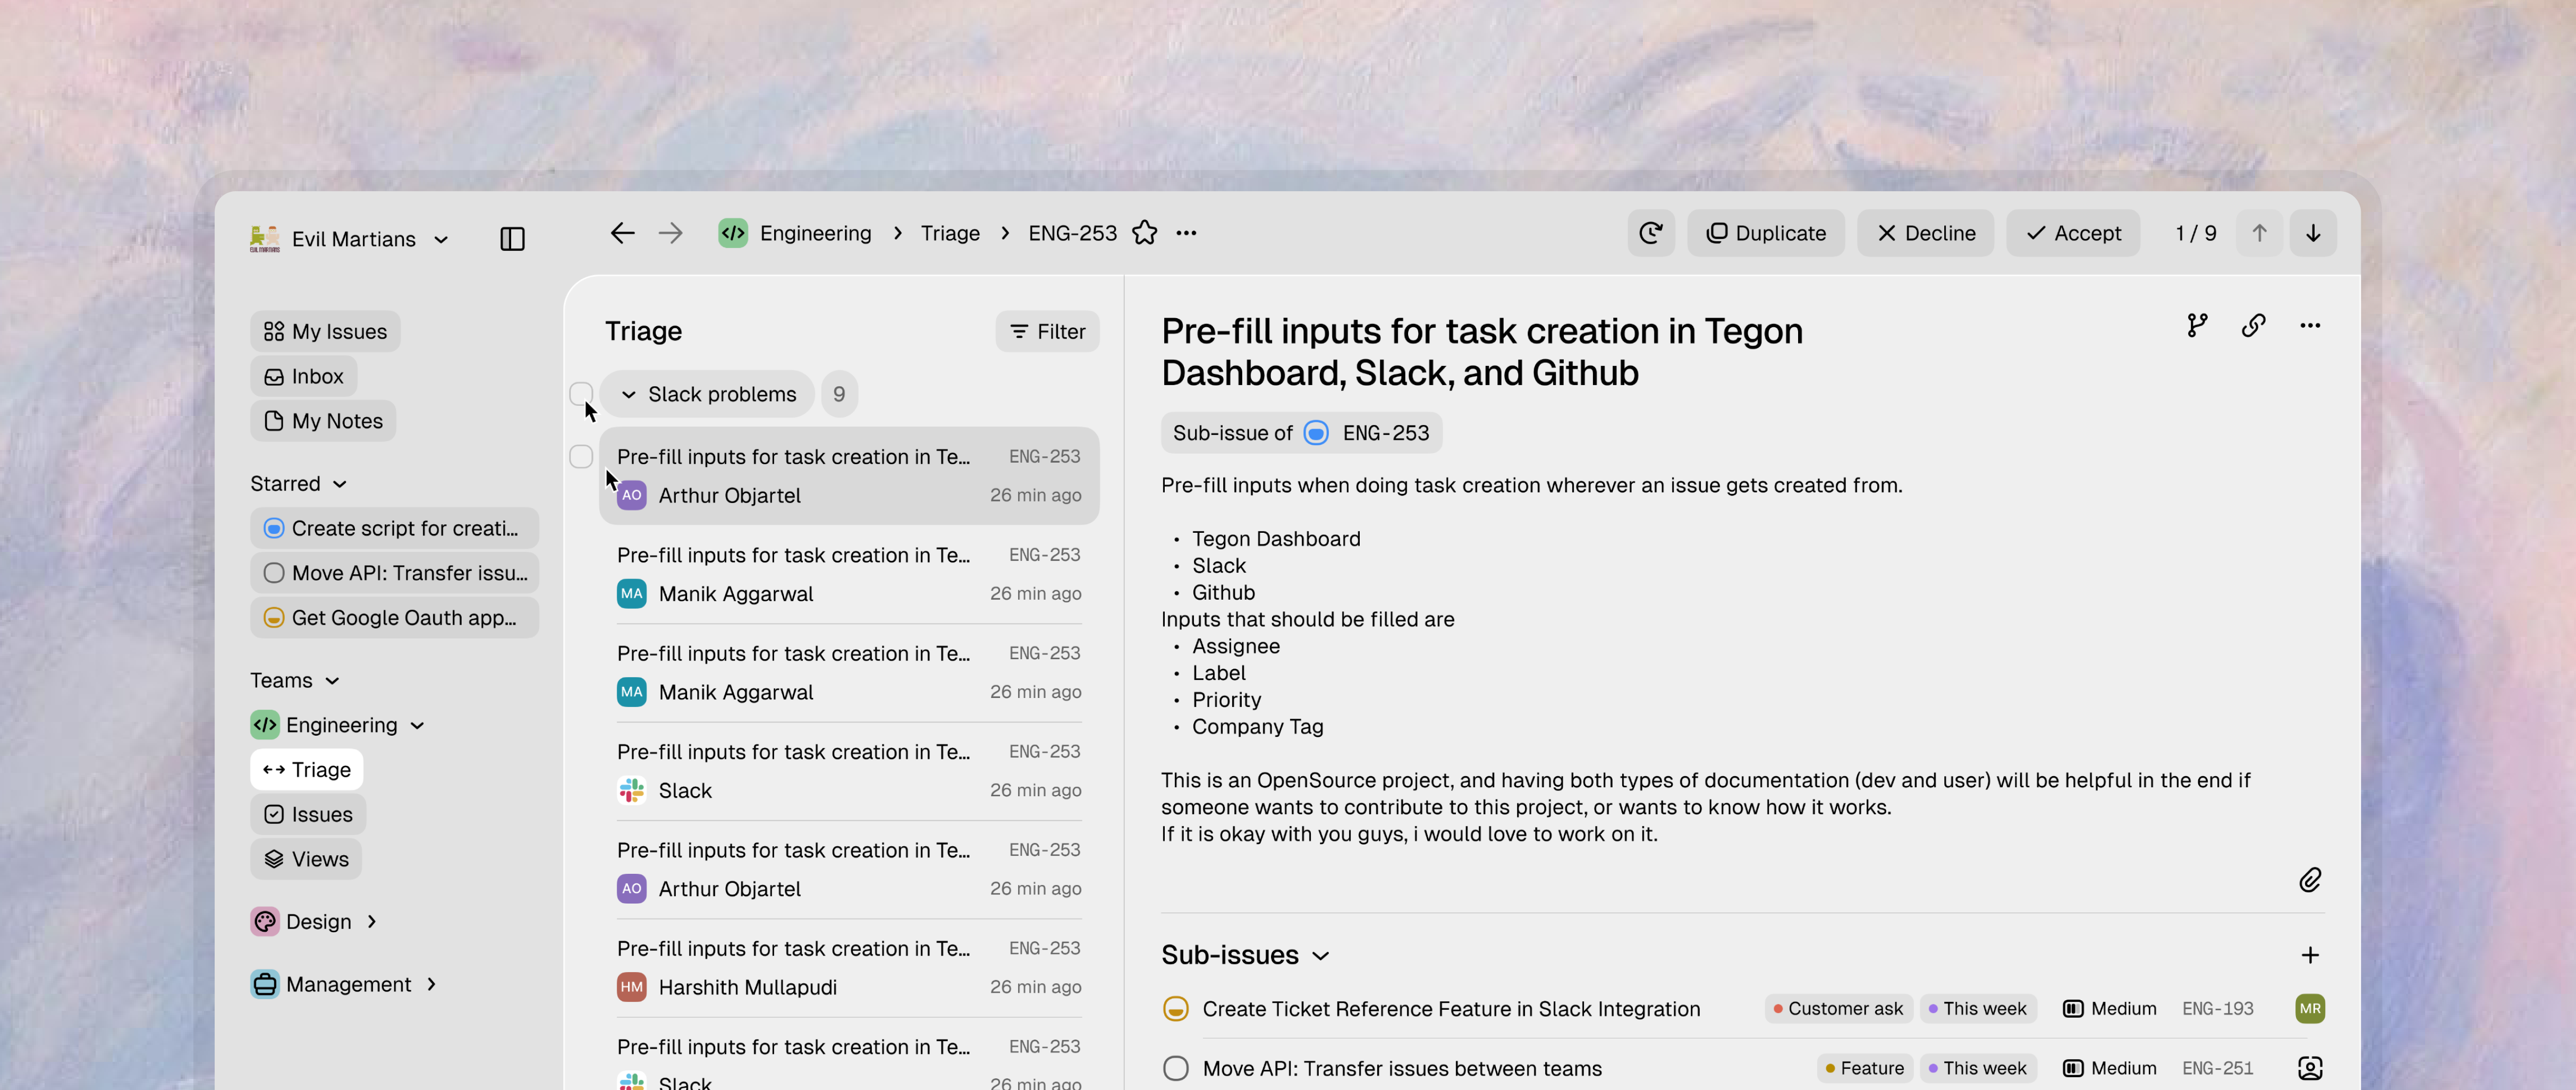 Evil Martians
My Issues
Inbox
My Notes
Starred
Create script for creati...
Move API: Transfer issu...
Get Google Oauth app...
Teams
Engineering
Triage
Issues
Views
Design
Management
Engineering > Triage > ENG-253
Duplicate
Decline
Accept
1 / 9
Triage
Filter
Slack problems 9
Pre-fill inputs for task creation in Te... ENG-253
AO Arthur Objartel 26 min ago
Pre-fill inputs for task creation in Te... ENG-253
MA Manik Aggarwal 26 min ago
Pre-fill inputs for task creation in Te... ENG-253
MA Manik Aggarwal 26 min ago
Pre-fill inputs for task creation in Te... ENG-253
Slack 26 min ago
Pre-fill inputs for task creation in Te... ENG-253
AO Arthur Objartel 26 min ago
Pre-fill inputs for task creation in Te... ENG-253
HM Harshith Mullapudi 26 min ago
Pre-fill inputs for task creation in Te... ENG-253
Slack 26 min ago
Pre-fill inputs for task creation in Tegon
Dashboard, Slack, and Github
Sub-issue of ENG-253
Pre-fill inputs when doing task creation wherever an issue gets created from.
• Tegon Dashboard
• Slack
• Github
Inputs that should be filled are
• Assignee
• Label
• Priority
• Company Tag
This is an OpenSource project, and having both types of documentation (dev and user) will be helpful in the end if
someone wants to contribute to this project, or wants to know how it works.
If it is okay with you guys, i would love to work on it.
Sub-issues
Create Ticket Reference Feature in Slack Integration Customer ask This week Medium ENG-193 MR
Move API: Transfer issues between teams Feature This week Medium ENG-251